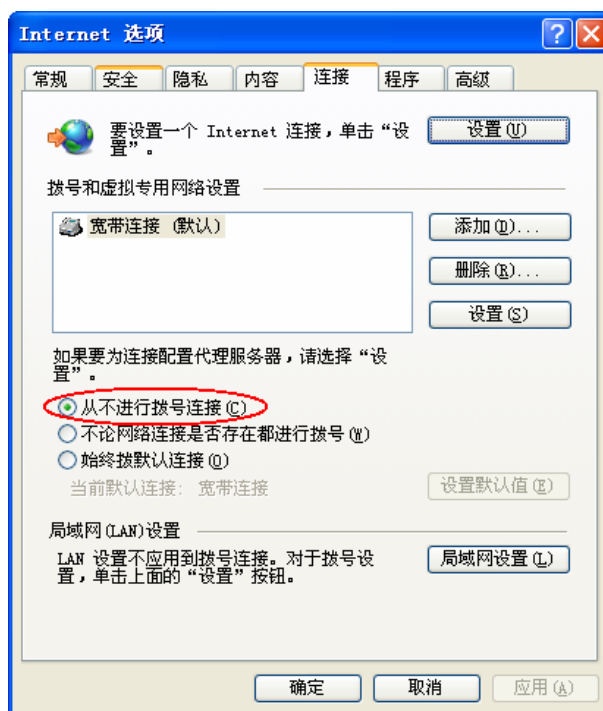 Internet 选项
常规 安全 隐私 内容 连接 程序 高级
要设置一个 Internet 连接，单击“设
置”。
设置(U)
拨号和虚拟专用网络设置
宽带连接 (默认)
添加(D)...
删除(R)...
设置(S)
如果要为连接配置代理服务器，请选择“设
置”。
从不进行拨号连接(C)
不论网络连接是否存在都进行拨号(W)
始终拨默认连接(O)
当前默认连接: 宽带连接
设置默认值(E)
局域网(LAN)设置
LAN 设置不应用到拨号连接。对于拨号设
置，单击上面的“设置”按钮。
局域网设置(L)
确定 取消 应用(A)